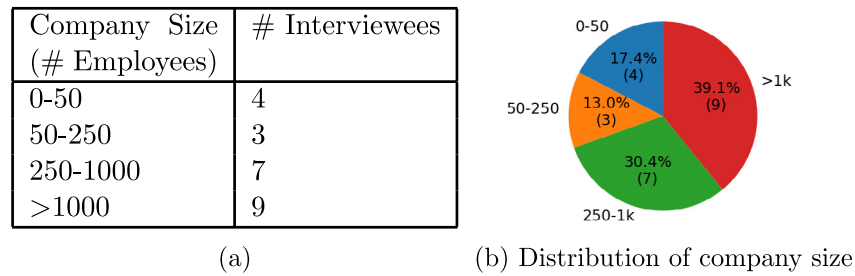 Company Size # Interviewees
(# Employees)
0-50 4
50-250 3
250-1000 7
>1000 9
(a)
0-50
17.4%
(4)
39.1%
(9)
>1k
50-250
13.0%
(3)
30.4%
(7)
250-1k
(b) Distribution of company size